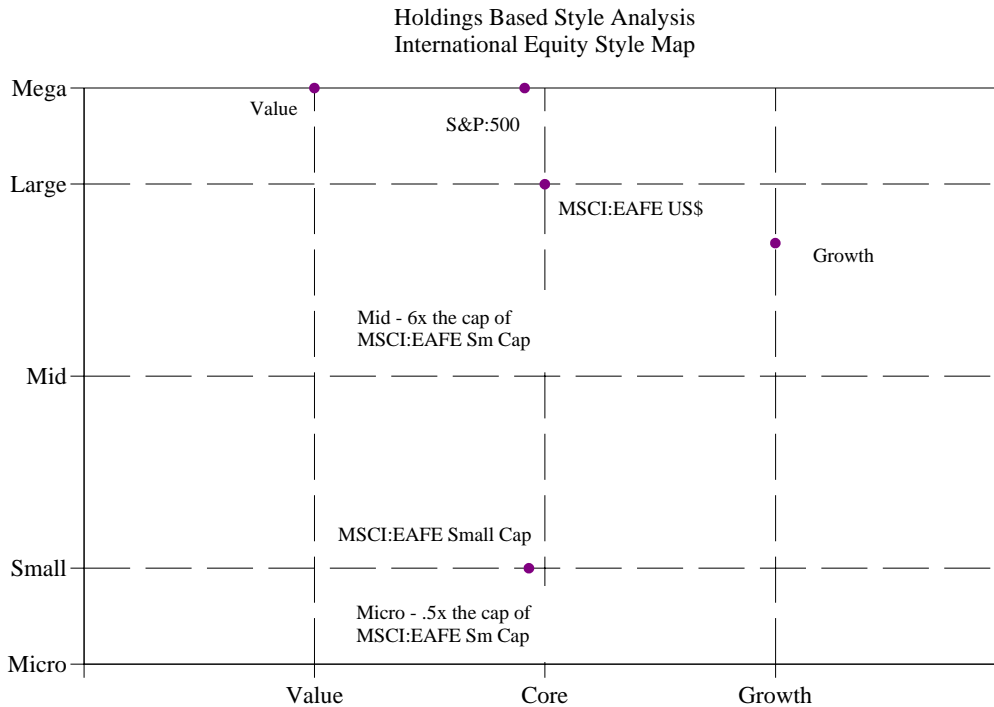 Holdings Based Style Analysis
International Equity Style Map
Mega
Value
S&P:500
Large
MSCI:EAFE US$
Growth
Mid - 6x the cap of
MSCI:EAFE Sm Cap
Mid
MSCI:EAFE Small Cap
Small
Micro - .5x the cap of
MSCI:EAFE Sm Cap
Micro
Value
Core
Growth